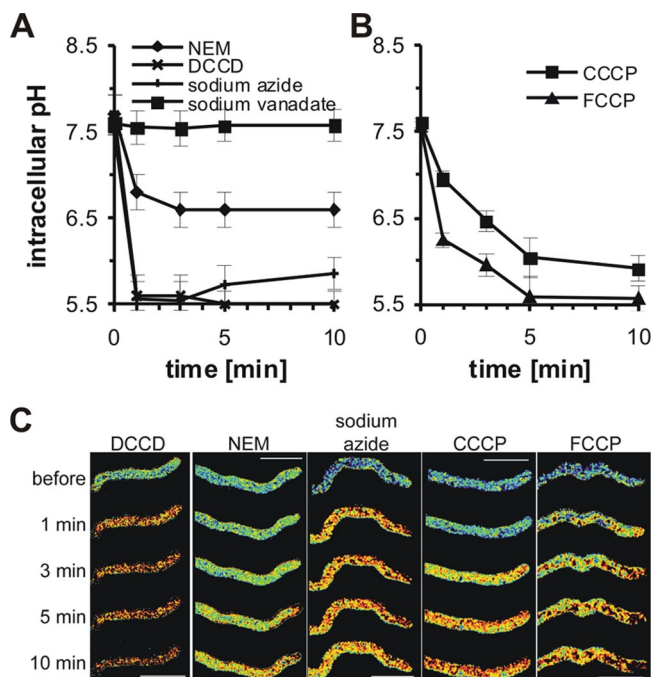 A
B
8.5
7.5
6.5
5.5
intracellular pH
NEM
DCCD
sodium azide
sodium vanadate
0
5
10
time [min]
8.5
7.5
6.5
5.5
CCCP
FCCP
0
5
10
time [min]
C
DCCD
NEM
sodium
azide
CCCP
FCCP
before
1 min
3 min
5 min
10 min